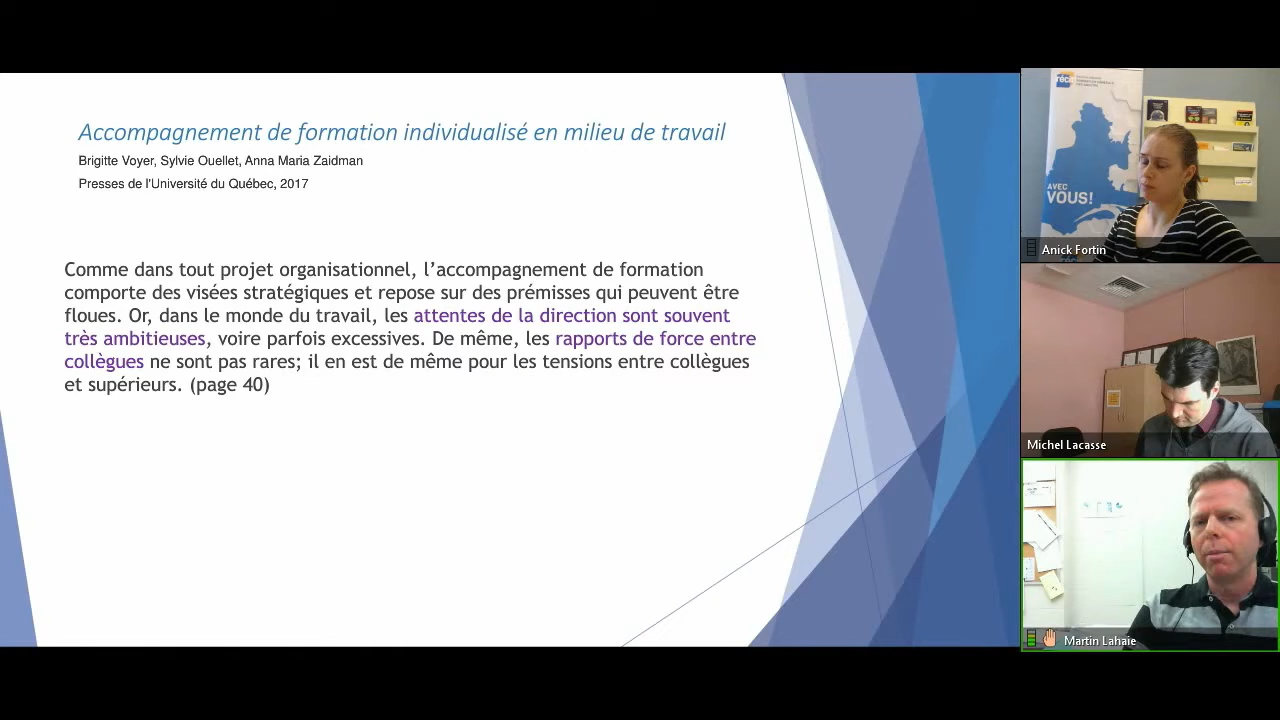 Accompagnement de formation individualisé en milieu de travail
Brigitte Voyer, Sylvie Ouellet, Anna Maria Zaidman
Presses de l'Université du Québec, 2017
Comme dans tout projet organisationnel, l’accompagnement de formation
comporte des visées stratégiques et repose sur des prémisses qui peuvent être
floues. Or, dans le monde du travail, les attentes de la direction sont souvent
très ambitieuses, voire parfois excessives. De même, les rapports de force entre
collègues ne sont pas rares; il en est de même pour les tensions entre collègues
et supérieurs. (page 40)
AVEC
VOUS!
Anick Fortin
Michel Lacasse
Martin Lahaie